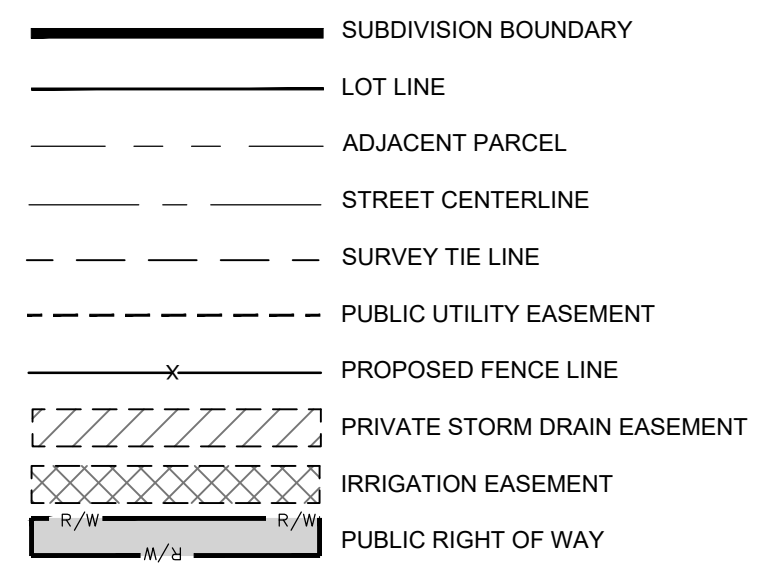 SUBDIVISION BOUNDARY
LOT LINE
ADJACENT PARCEL
STREET CENTERLINE
SURVEY TIE LINE
PUBLIC UTILITY EASEMENT
X PROPOSED FENCE LINE
PRIVATE STORM DRAIN EASEMENT
IRRIGATION EASEMENT
R/W R/W
PUBLIC RIGHT OF WAY
R/W